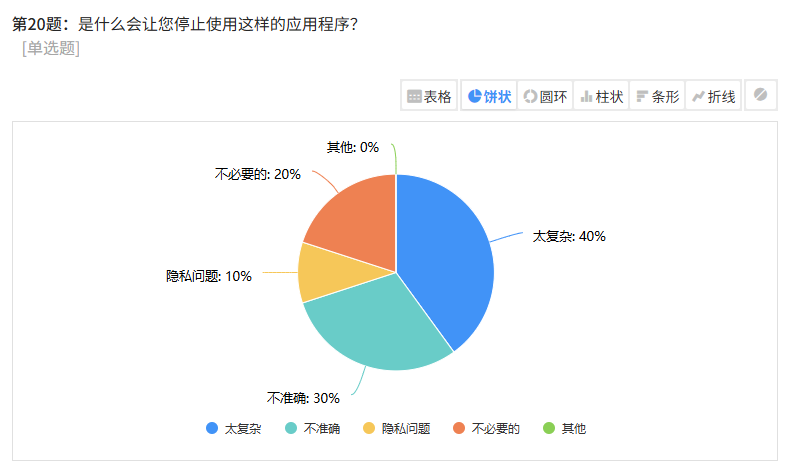 第20题：是什么会让您停止使用这样的应用程序?
[单选题]
表格 饼状 圆环 柱状 条形 折线
其他: 0%
不必要的: 20%
太复杂: 40%
隐私问题: 10%
不准确: 30%
太复杂 不准确 隐私问题 不必要的 其他